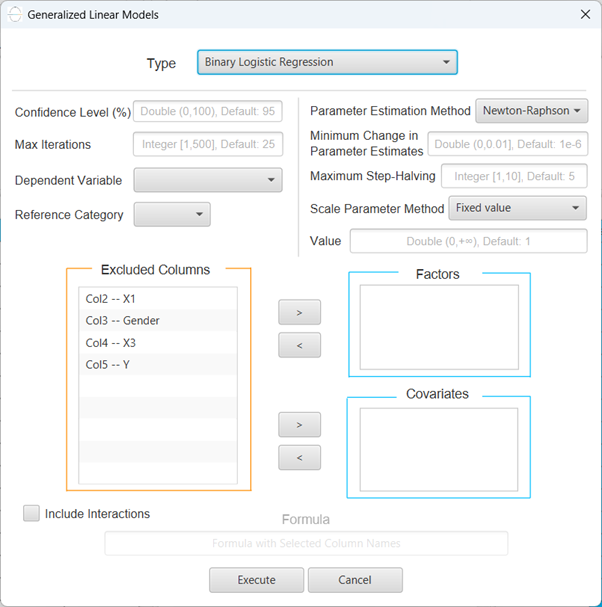 Generalized Linear Models
Type
Binary Logistic Regression
Confidence Level (%)
Double (0,100), Default: 95
Max Iterations
Integer [1,500], Default: 25
Dependent Variable
Reference Category
Parameter Estimation Method
Newton-Raphson
Minimum Change in
Parameter Estimates
Double (0,0.01], Default: 1e-6
Maximum Step-Halving
Integer [1,10], Default: 5
Scale Parameter Method
Fixed value
Value
Double (0,+∞), Default: 1
Excluded Columns
Col2 -- X1
Col3 -- Gender
Col4 -- X3
Col5 -- Y
>
<
>
<
Factors
Covariates
Include Interactions
Formula
Formula with Selected Column Names
Execute
Cancel